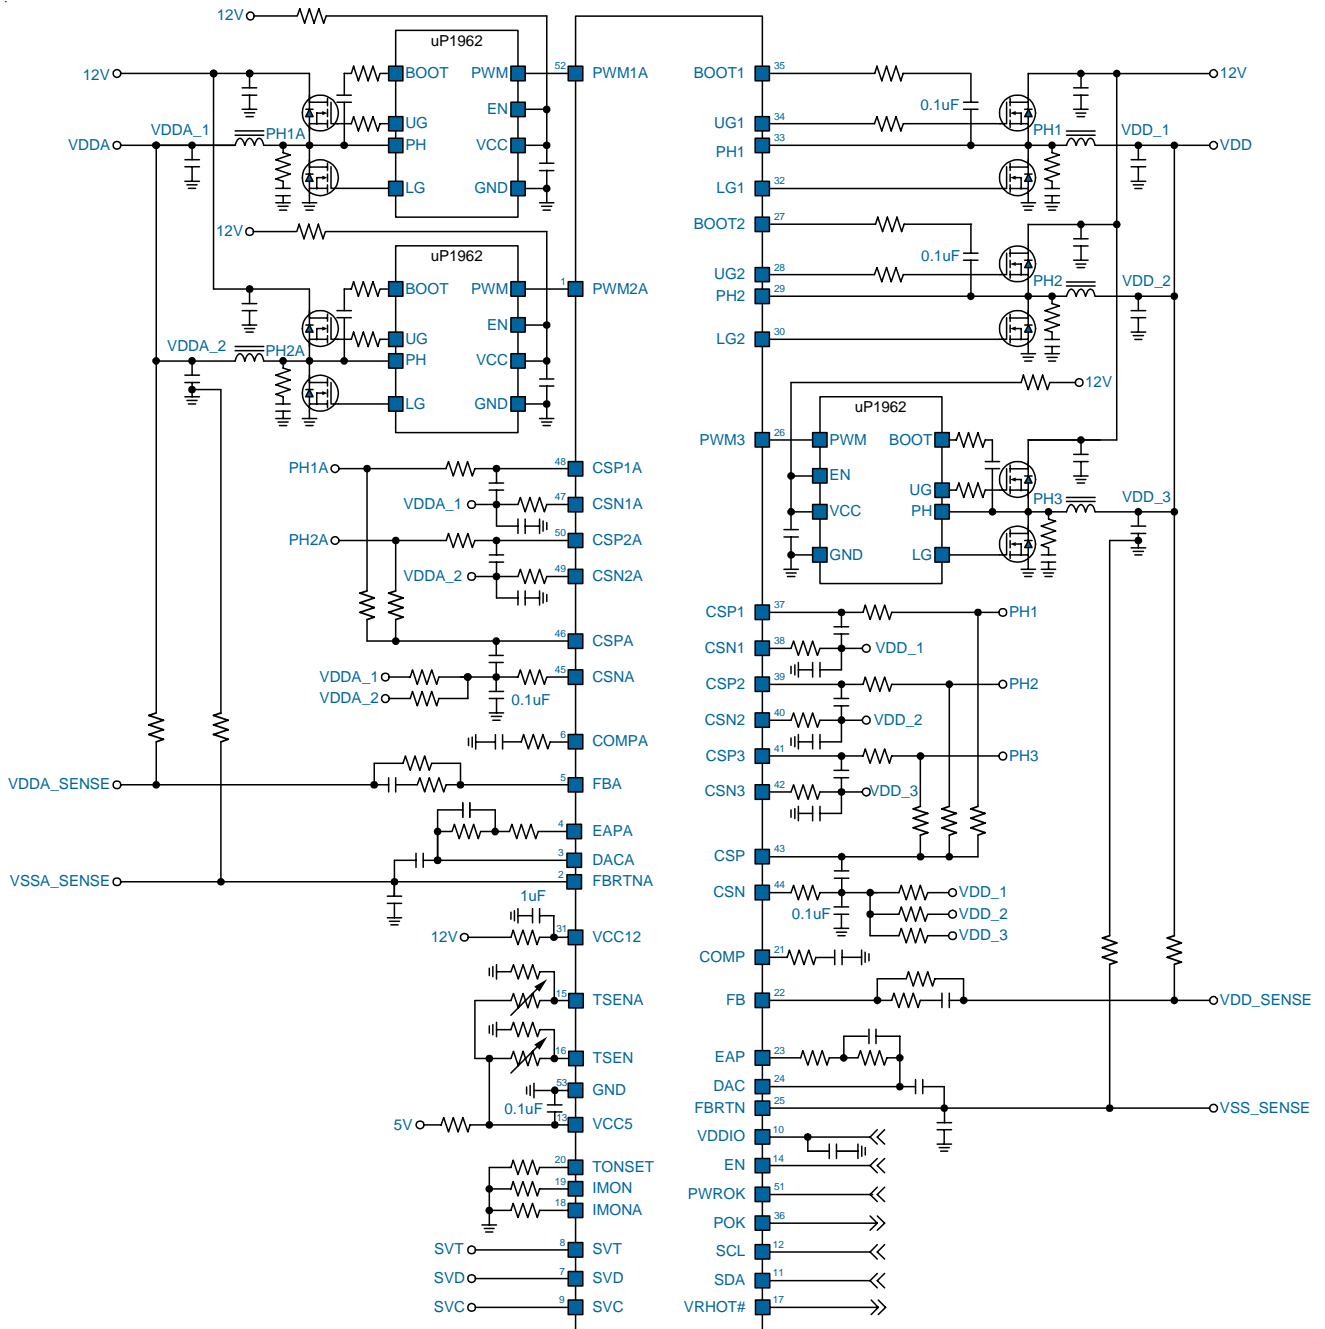 12V
uP1962
12V
BOOT
PWM
52
PWM1A
EN
UG
VDDA_1
PH1A
VDDA
PH
VCC
LG
GND
12V
uP1962
BOOT
PWM
1
PWM2A
EN
UG
VDDA_2
PH2A
PH
VCC
LG
GND
PH1A
48
CSP1A
VDDA_1
47
CSN1A
PH2A
50
CSP2A
VDDA_2
49
CSN2A
46
CSPA
VDDA_1
45
CSNA
VDDA_2
0.1uF
6
COMPA
VDDA_SENSE
5
FBA
4
EAPA
3
DACA
VSSA_SENSE
2
FBRTNA
1uF
12V
31
VCC12
15
TSENA
16
TSEN
53
GND
0.1uF
5V
13
VCC5
20
TONSET
19
IMON
18
IMONA
SVT
8
SVT
SVD
7
SVD
SVC
9
SVC
BOOT1
35
12V
0.1uF
UG1
34
PH1
33
PH1
VDD_1
VDD
LG1
32
BOOT2
27
0.1uF
UG2
28
PH2
29
PH2
VDD_2
LG2
30
12V
uP1962
PWM3
26
PWM
BOOT
EN
UG
PH3
VDD_3
VCC
PH
GND
LG
CSP1
37
PH1
CSN1
38
VDD_1
CSP2
39
PH2
CSN2
40
VDD_2
CSP3
41
PH3
CSN3
42
VDD_3
CSP
43
CSN
44
VDD_1
0.1uF
VDD_2
VDD_3
COMP
21
FB
22
VDD_SENSE
EAP
23
DAC
24
FBRTN
25
VSS_SENSE
VDDIO
10
EN
14
PWROK
51
POK
36
SCL
12
SDA
11
VRHOT#
17